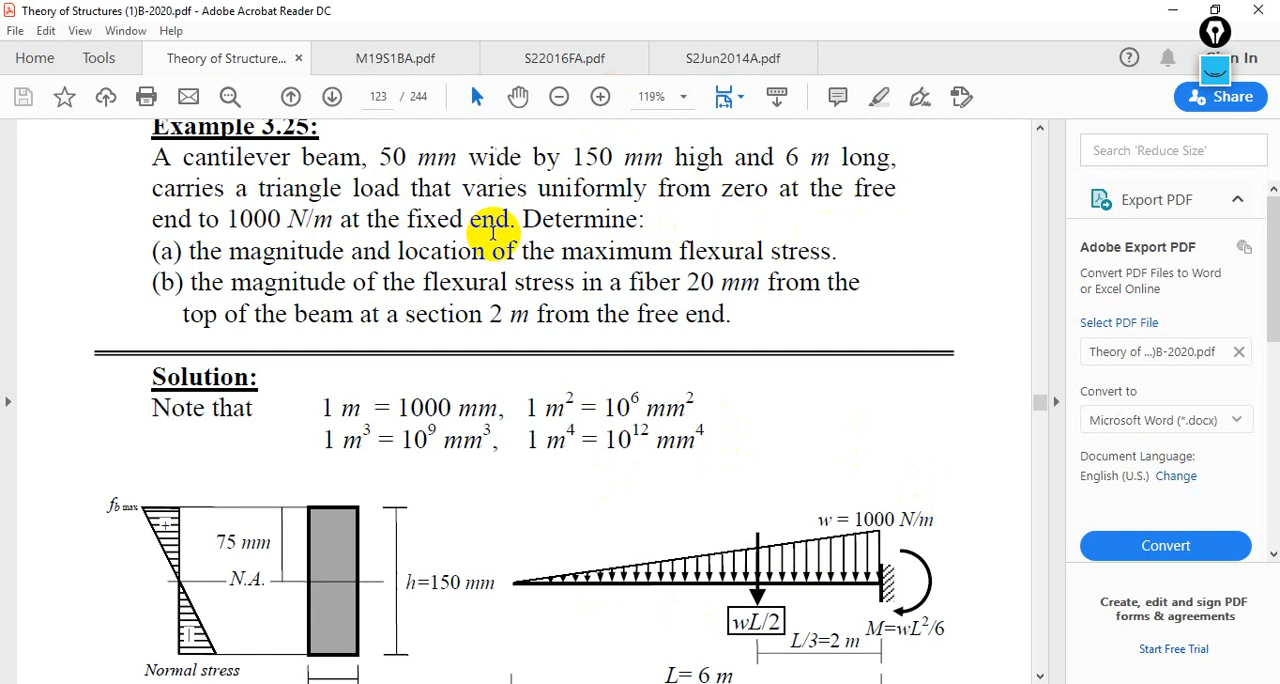 Theory of Structures (1)B-2020.pdf - Adobe Acrobat Reader DC
File Edit View Window Help
Home Tools Theory of Structure... × M19S1BA.pdf S22016FA.pdf S2Jun2014A.pdf Sign In
123 / 244 119% Share
Example 3.25:
A cantilever beam, 50 mm wide by 150 mm high and 6 m long,
carries a triangle load that varies uniformly from zero at the free
end to 1000 N/m at the fixed end. Determine:
(a) the magnitude and location of the maximum flexural stress.
(b) the magnitude of the flexural stress in a fiber 20 mm from the
top of the beam at a section 2 m from the free end.
Solution:
Note that 1 m = 1000 mm, 1 m² = 10⁶ mm²
1 m³ = 10⁹ mm³, 1 m⁴ = 10¹² mm⁴
fb max
+
75 mm
N.A.
h=150 mm
Normal stress
w = 1000 N/m
wL/2
M=wL²/6
L/3=2 m
L= 6 m
Search 'Reduce Size'
Export PDF
Adobe Export PDF
Convert PDF Files to Word
or Excel Online
Select PDF File
Theory of ...)B-2020.pdf ×
Convert to
Microsoft Word (*.docx)
Document Language:
English (U.S.) Change
Convert
Create, edit and sign PDF
forms & agreements
Start Free Trial